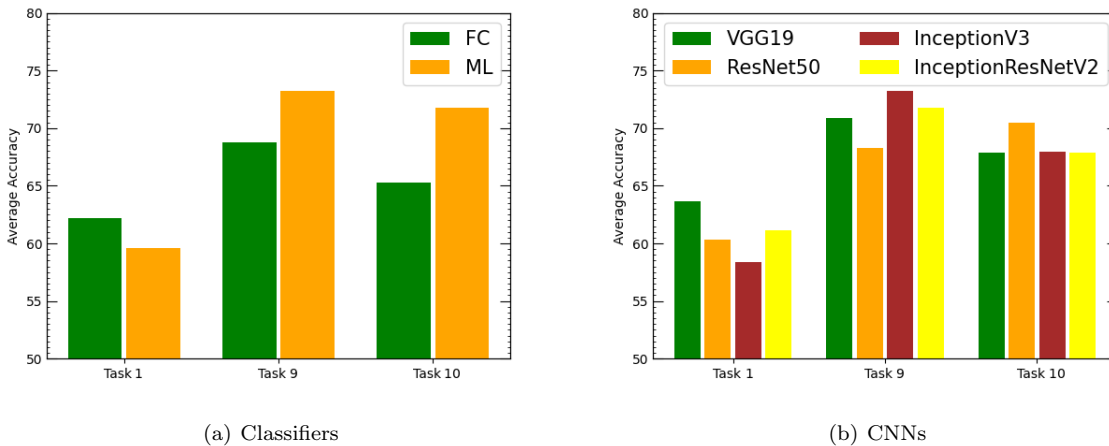 80
75
70
65
60
55
50
Average Accuracy
FC
ML
Task 1 Task 9 Task 10
(a) Classifiers
80
75
70
65
60
55
50
Average Accuracy
VGG19 InceptionV3
ResNet50 InceptionResNetV2
Task 1 Task 9 Task 10
(b) CNNs